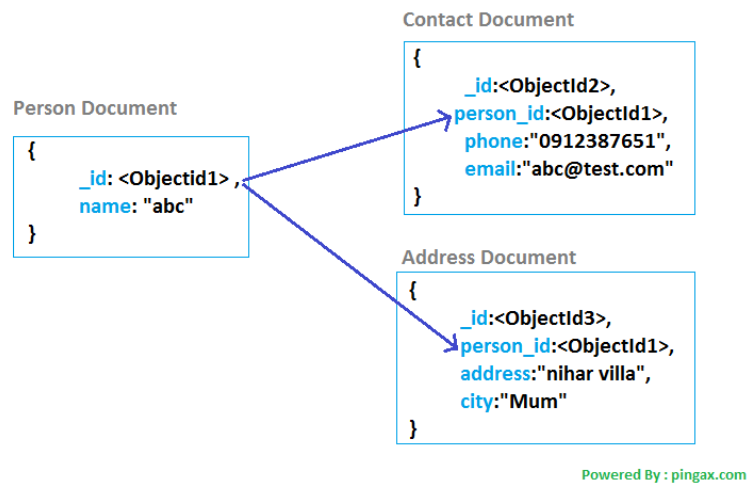 Person Document
{
_id: <Objectid1> ,
name: "abc"
}
Contact Document
{
_id:<ObjectId2>,
person_id:<ObjectId1>,
phone:"0912387651",
email:"abc@test.com"
}
Address Document
{
_id:<ObjectId3>,
person_id:<ObjectId1>,
address:"nihar villa",
city:"Mum"
}
Powered By : pingax.com